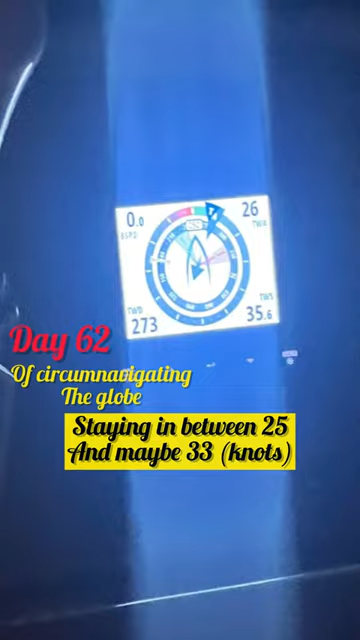 0.0
BSPD
26
TWA
TWD
273
TWS
35.6
Day 62
Of circumnavigating
The globe
Staying in between 25
And maybe 33 (knots)